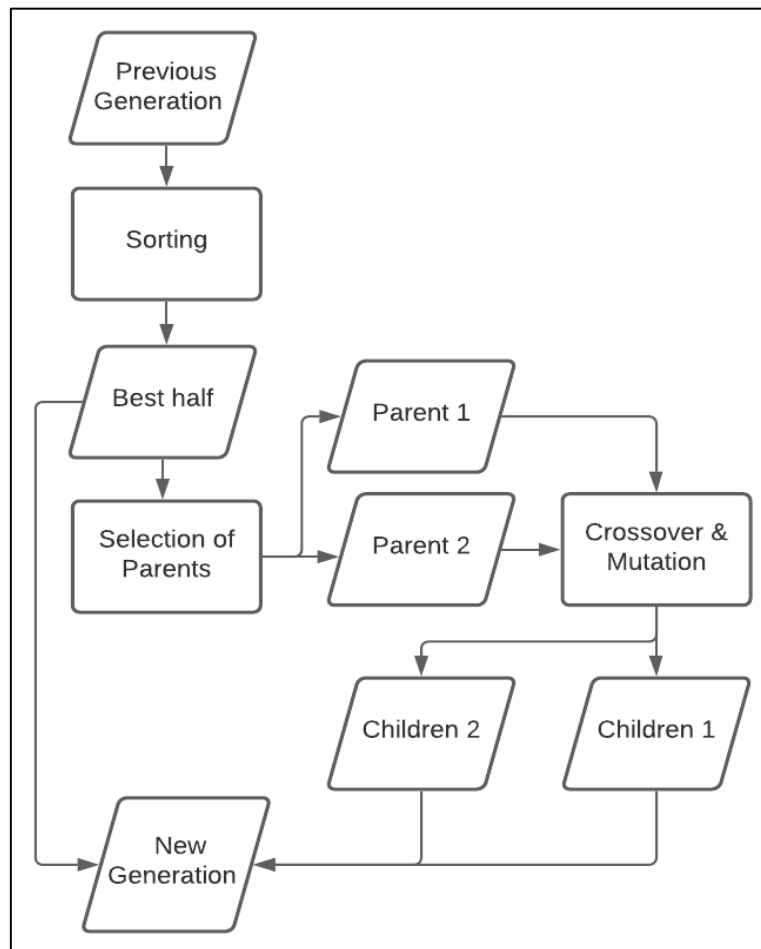 Previous
Generation
Sorting
Best half
Parent 1
Selection of
Parents
Parent 2
Crossover &
Mutation
Children 2
Children 1
New
Generation